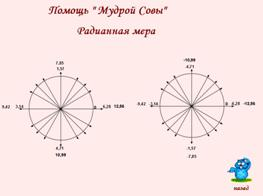 Помощь "Мудрой Совы"
Радианная мера
7,85
1,57
-10,99
-4,71
9,42 3,14 0 6,28 12,56
-9,42 -3,14 0 -6,28 -12,56
4,71
10,99
-1,57
-7,85
назад